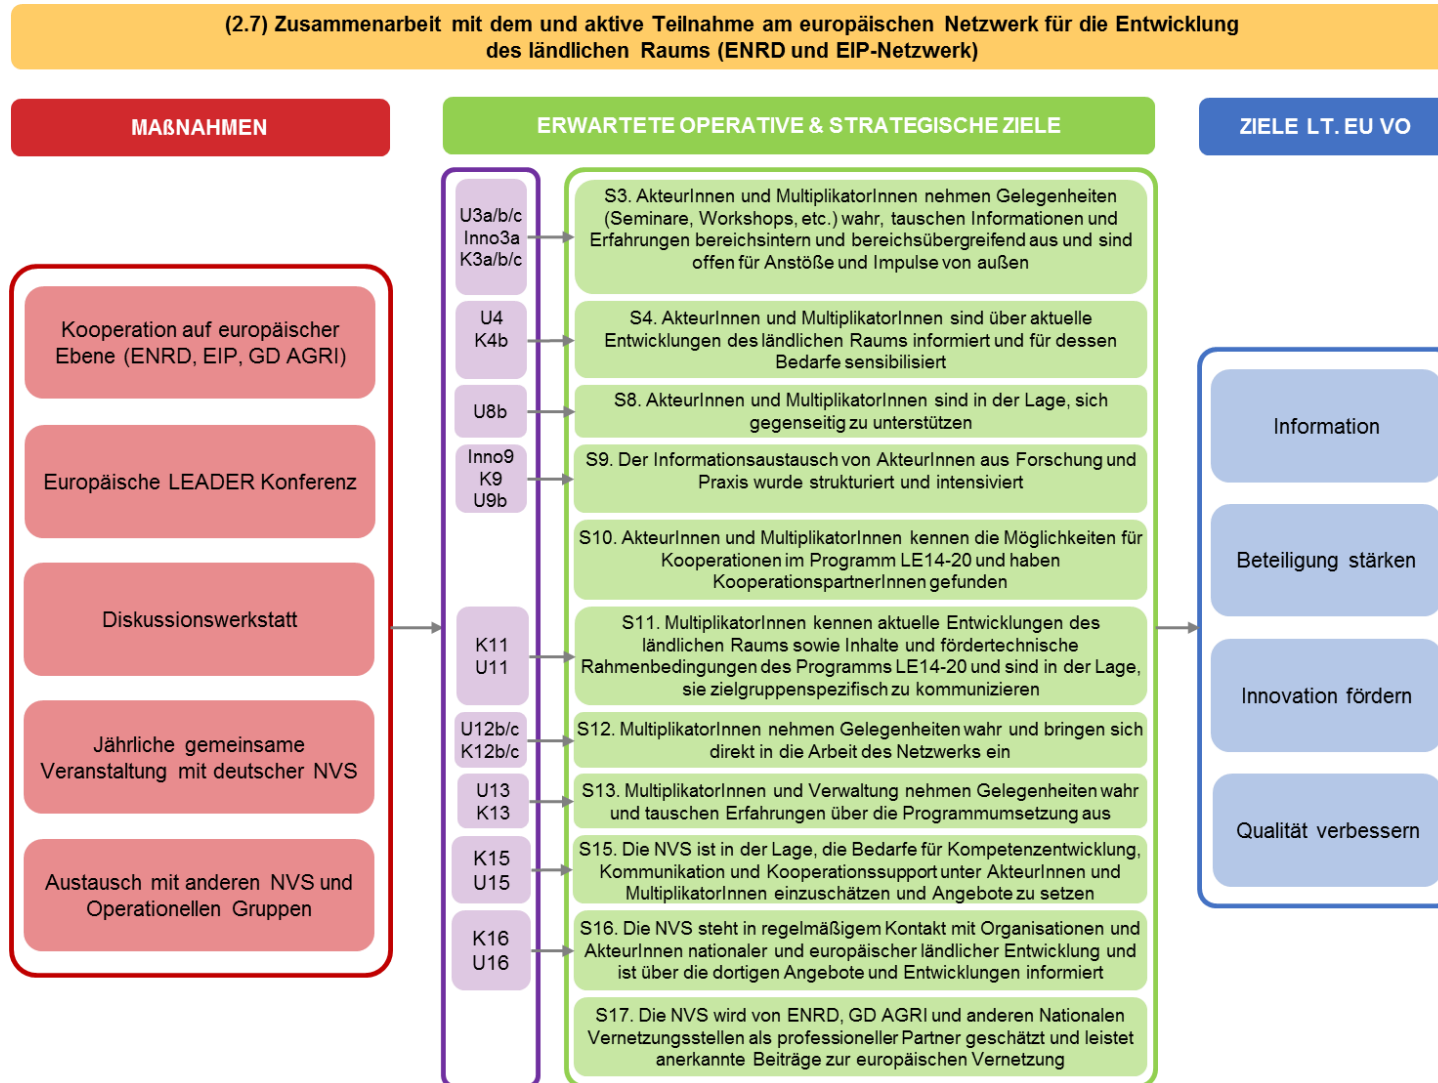 (2.7) Zusammenarbeit mit dem und aktive Teilnahme am europäischen Netzwerk für die Entwicklung
des ländlichen Raums (ENRD und EIP-Netzwerk)
MAßNAHMEN
ERWARTETE OPERATIVE & STRATEGISCHE ZIELE
ZIELE LT. EU VO
Kooperation auf europäischer
Ebene (ENRD, EIP, GD AGRI)
Europäische LEADER Konferenz
Diskussionswerkstatt
Jährliche gemeinsame
Veranstaltung mit deutscher NVS
Austausch mit anderen NVS und
Operationellen Gruppen
U3a/b/c
Inno3a
K3a/b/c
S3. AkteurInnen und MultiplikatorInnen nehmen Gelegenheiten
(Seminare, Workshops, etc.) wahr, tauschen Informationen und
Erfahrungen bereichsintern und bereichsübergreifend aus und sind
offen für Anstöße und Impulse von außen
U4
K4b
S4. AkteurInnen und MultiplikatorInnen sind über aktuelle
Entwicklungen des ländlichen Raums informiert und für dessen
Bedarfe sensibilisiert
U8b
S8. AkteurInnen und MultiplikatorInnen sind in der Lage, sich
gegenseitig zu unterstützen
Inno9
K9
U9b
S9. Der Informationsaustausch von AkteurInnen aus Forschung und
Praxis wurde strukturiert und intensiviert
S10. AkteurInnen und MultiplikatorInnen kennen die Möglichkeiten für
Kooperationen im Programm LE14-20 und haben
KooperationspartnerInnen gefunden
K11
U11
S11. MultiplikatorInnen kennen aktuelle Entwicklungen des
ländlichen Raums sowie Inhalte und fördertechnische
Rahmenbedingungen des Programms LE14-20 und sind in der Lage,
sie zielgruppenspezifisch zu kommunizieren
U12b/c
K12b/c
S12. MultiplikatorInnen nehmen Gelegenheiten wahr und bringen sich
direkt in die Arbeit des Netzwerks ein
U13
K13
S13. MultiplikatorInnen und Verwaltung nehmen Gelegenheiten wahr
und tauschen Erfahrungen über die Programmumsetzung aus
K15
U15
S15. Die NVS ist in der Lage, die Bedarfe für Kompetenzentwicklung,
Kommunikation und Kooperationssupport unter AkteurInnen und
MultiplikatorInnen einzuschätzen und Angebote zu setzen
K16
U16
S16. Die NVS steht in regelmäßigem Kontakt mit Organisationen und
AkteurInnen nationaler und europäischer ländlicher Entwicklung und
ist über die dortigen Angebote und Entwicklungen informiert
S17. Die NVS wird von ENRD, GD AGRI und anderen Nationalen
Vernetzungsstellen als professioneller Partner geschätzt und leistet
anerkannte Beiträge zur europäischen Vernetzung
Information
Beteiligung stärken
Innovation fördern
Qualität verbessern